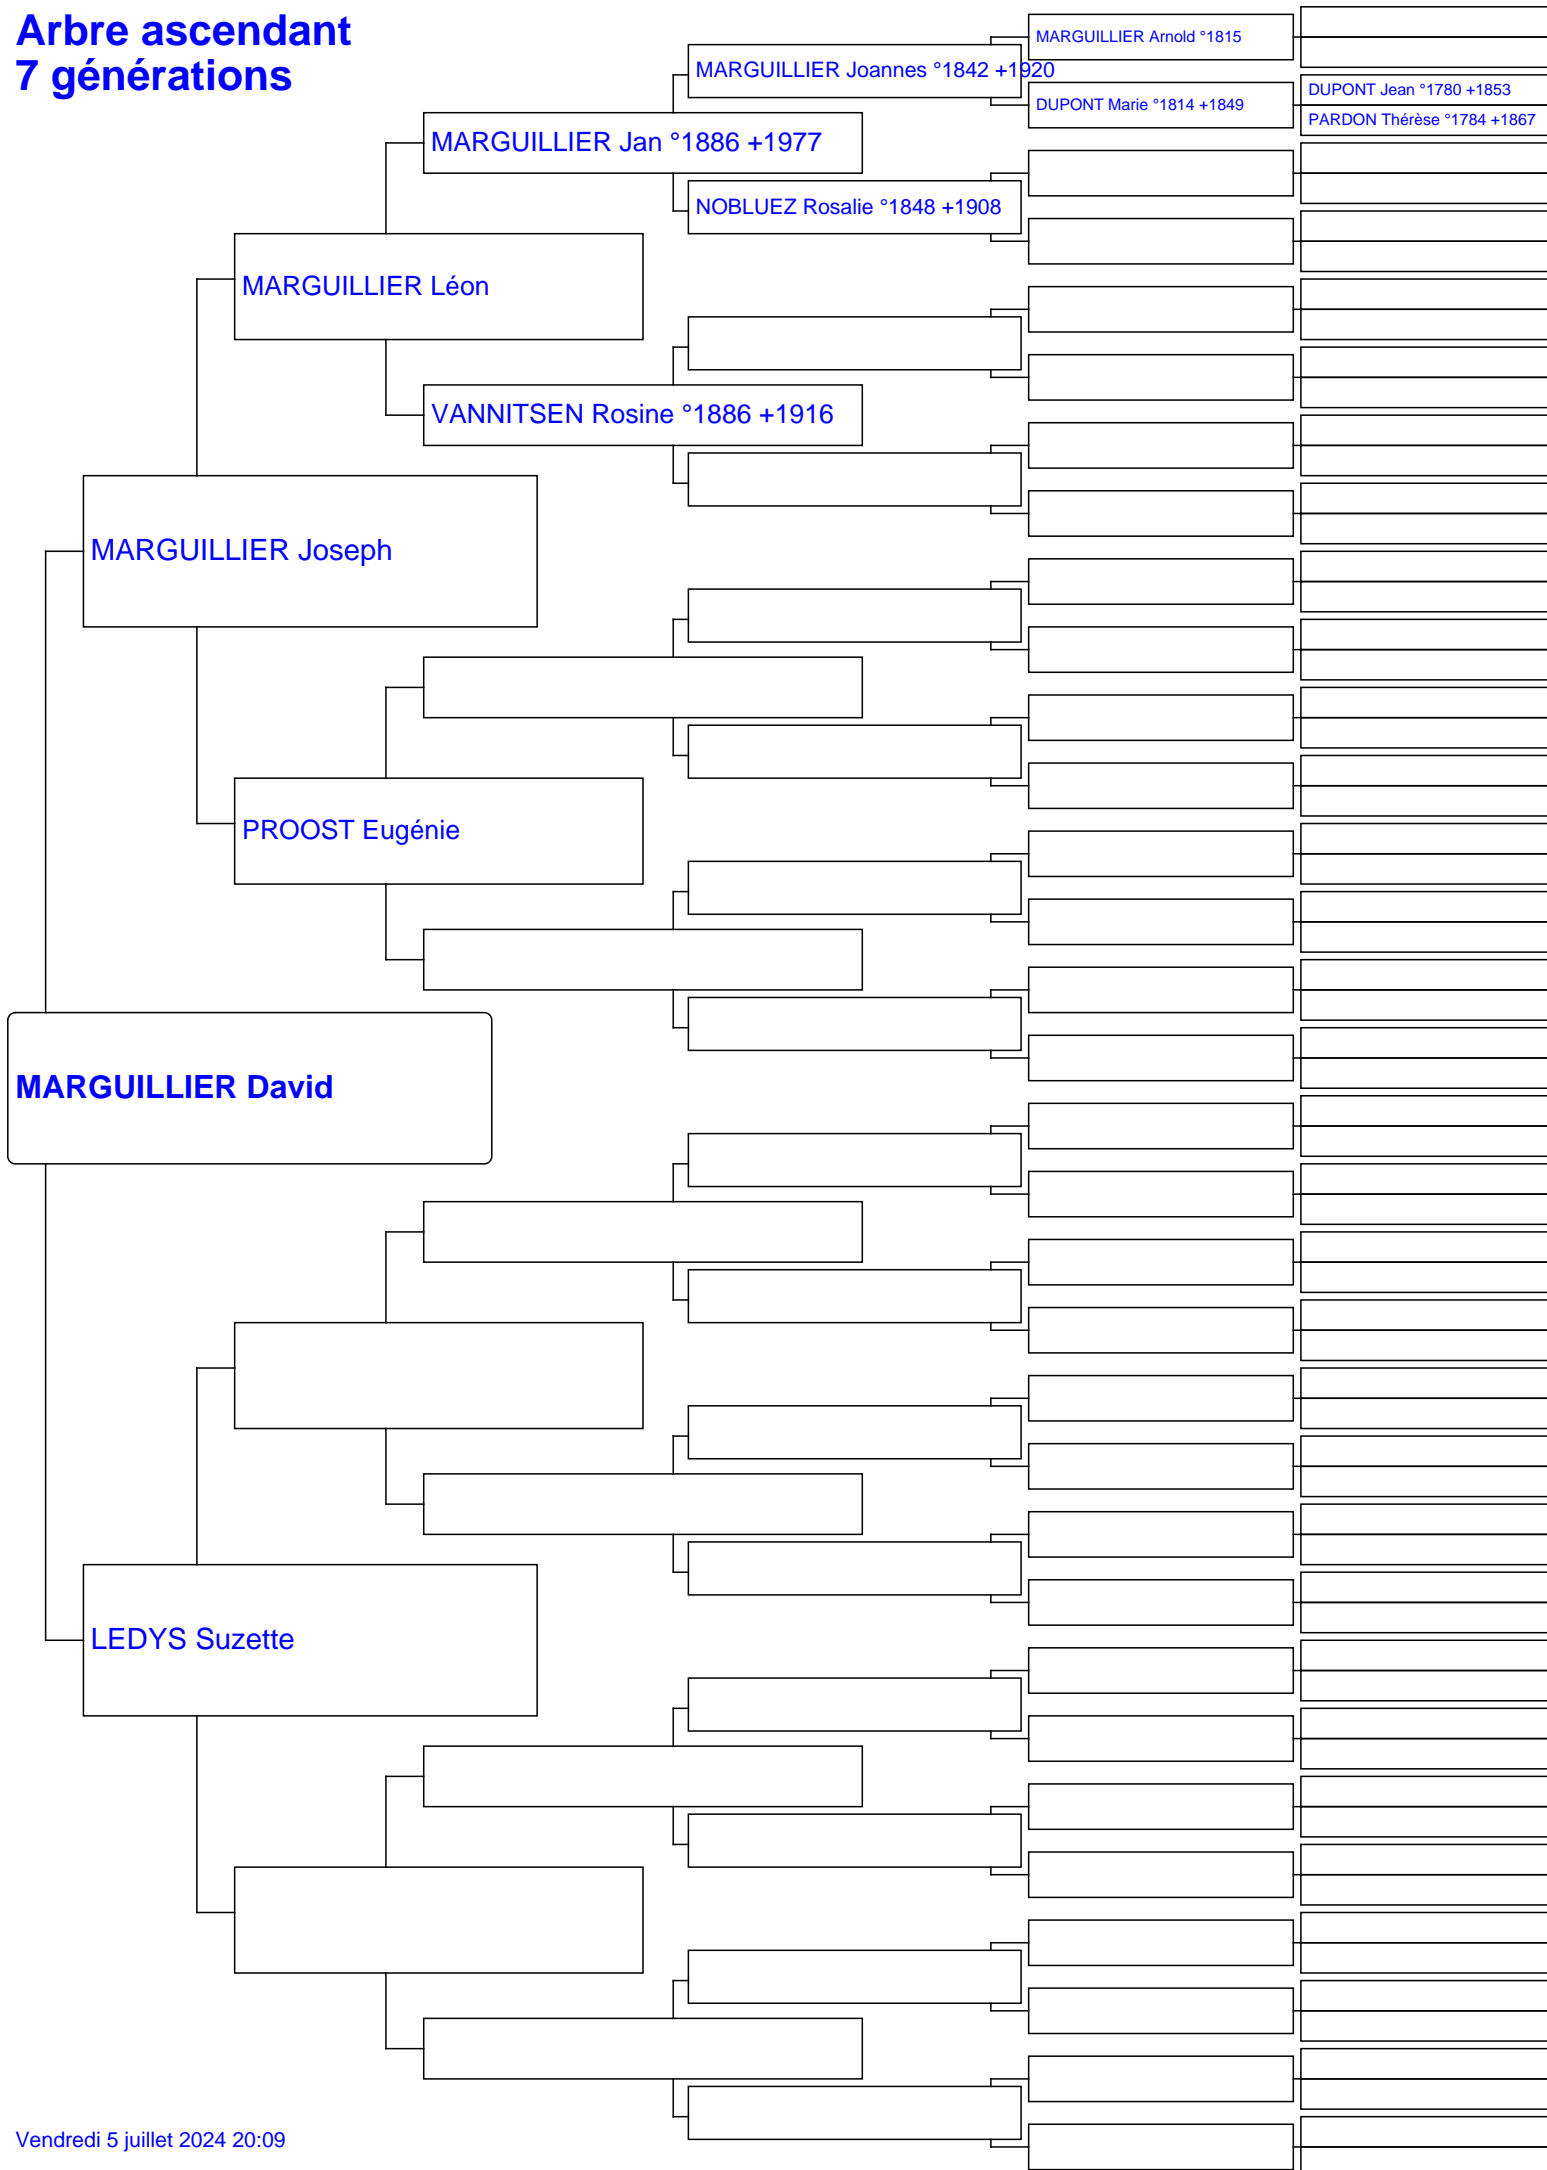 Arbre ascendant
7 générations
MARGUILLIER Arnold °1815
MARGUILLIER Joannes °1842 +1920
DUPONT Jean °1780 +1853
DUPONT Marie °1814 +1849
PARDON Thérèse °1784 +1867
MARGUILLIER Jan °1886 +1977
NOBLUEZ Rosalie °1848 +1908
MARGUILLIER Léon
VANNITSEN Rosine °1886 +1916
MARGUILLIER Joseph
PROOST Eugénie
MARGUILLIER David
LEDYS Suzette
Vendredi 5 juillet 2024 20:09